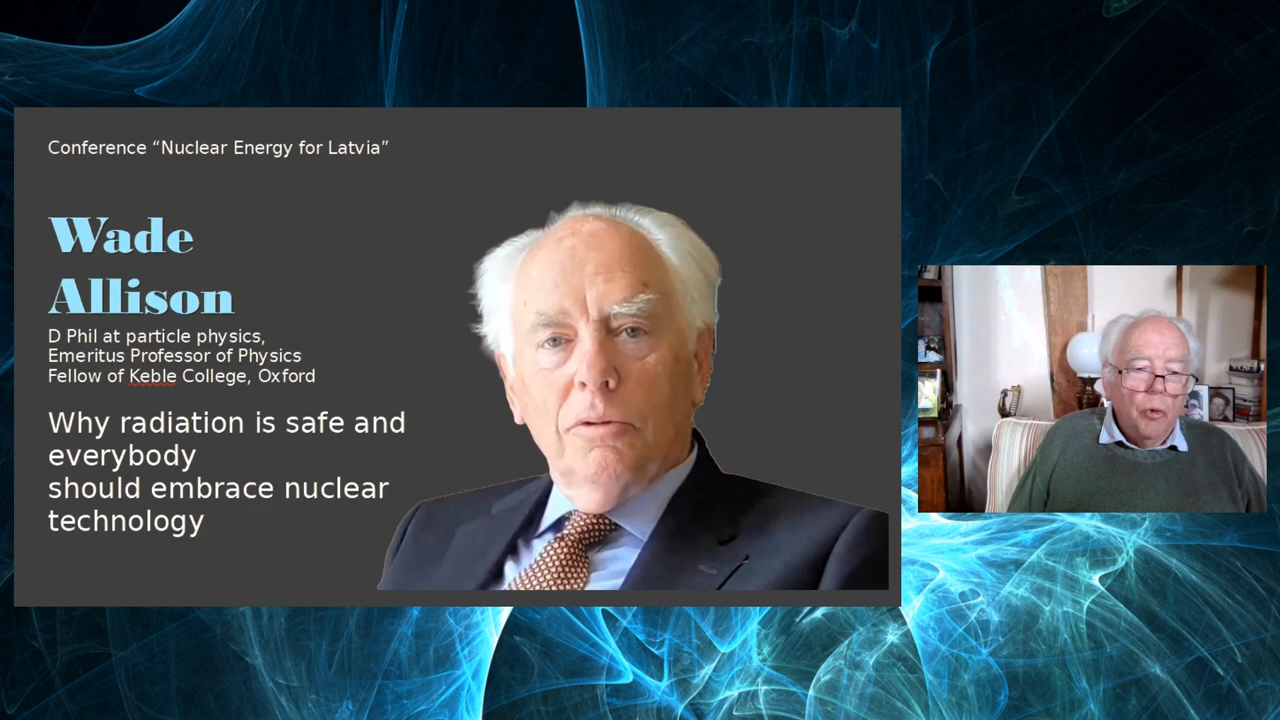 Conference “Nuclear Energy for Latvia”
Wade
Allison
D Phil at particle physics,
Emeritus Professor of Physics
Fellow of Keble College, Oxford
Why radiation is safe and
everybody
should embrace nuclear
technology